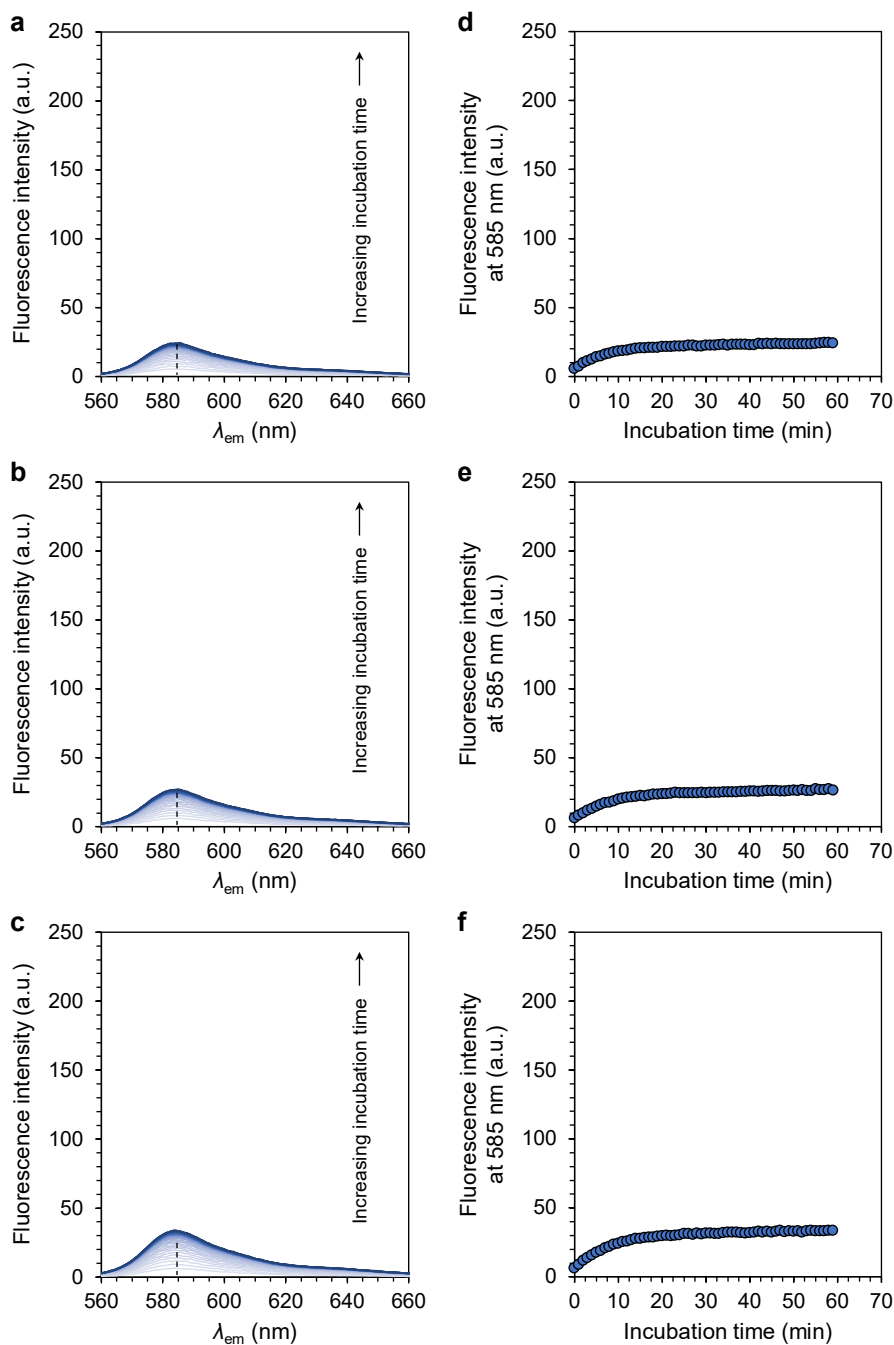 a
Fluorescence intensity (a.u.)
250
200
150
100
50
0
560 580 600 620 640 660
λem (nm)
Increasing incubation time
d
Fluorescence intensity
at 585 nm (a.u.)
250
200
150
100
50
0
0 10 20 30 40 50 60 70
Incubation time (min)
b
Fluorescence intensity (a.u.)
250
200
150
100
50
0
560 580 600 620 640 660
λem (nm)
Increasing incubation time
e
Fluorescence intensity
at 585 nm (a.u.)
250
200
150
100
50
0
0 10 20 30 40 50 60 70
Incubation time (min)
c
Fluorescence intensity (a.u.)
250
200
150
100
50
0
560 580 600 620 640 660
λem (nm)
Increasing incubation time
f
Fluorescence intensity
at 585 nm (a.u.)
250
200
150
100
50
0
0 10 20 30 40 50 60 70
Incubation time (min)